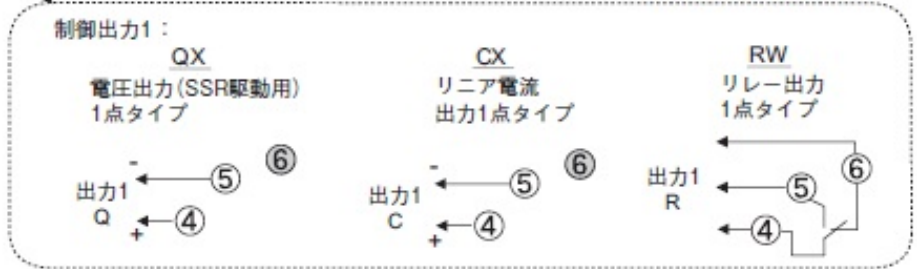 制御出力1：
QX
電圧出力(SSR駆動用)
1点タイプ
-
⑤
⑥
出力1
Q
④
+
CX
リニア電流
出力1点タイプ
-
⑤
⑥
出力1
C
④
+
RW
リレー出力
1点タイプ
⑥
出力1
R
⑤
④